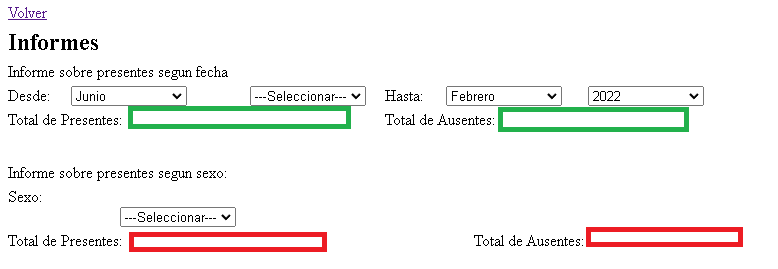 Volver
Informes
Informe sobre presentes segun fecha
Desde: Junio ---Seleccionar--- Hasta: Febrero 2022
Total de Presentes: Total de Ausentes:
Informe sobre presentes segun sexo:
Sexo:
---Seleccionar---
Total de Presentes: Total de Ausentes: